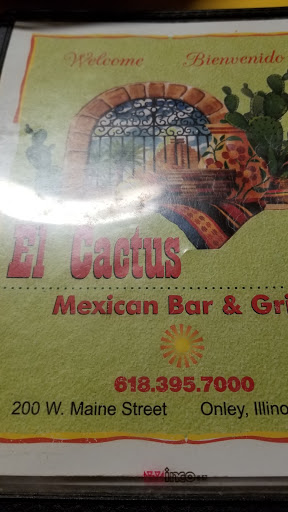 Welcome Bienvenido
El Cactus
Mexican Bar & Gri
618.395.7000
200 W. Maine Street Onley, Illino